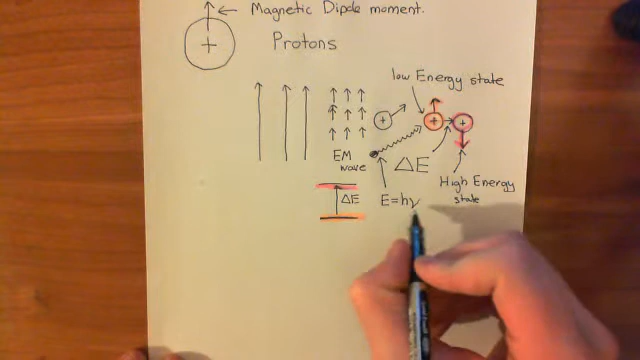 Magnetic Dipole moment.
+
Protons
low Energy state
+
+
+
EM
wave
ΔE
High Energy
state
ΔE
E=hν